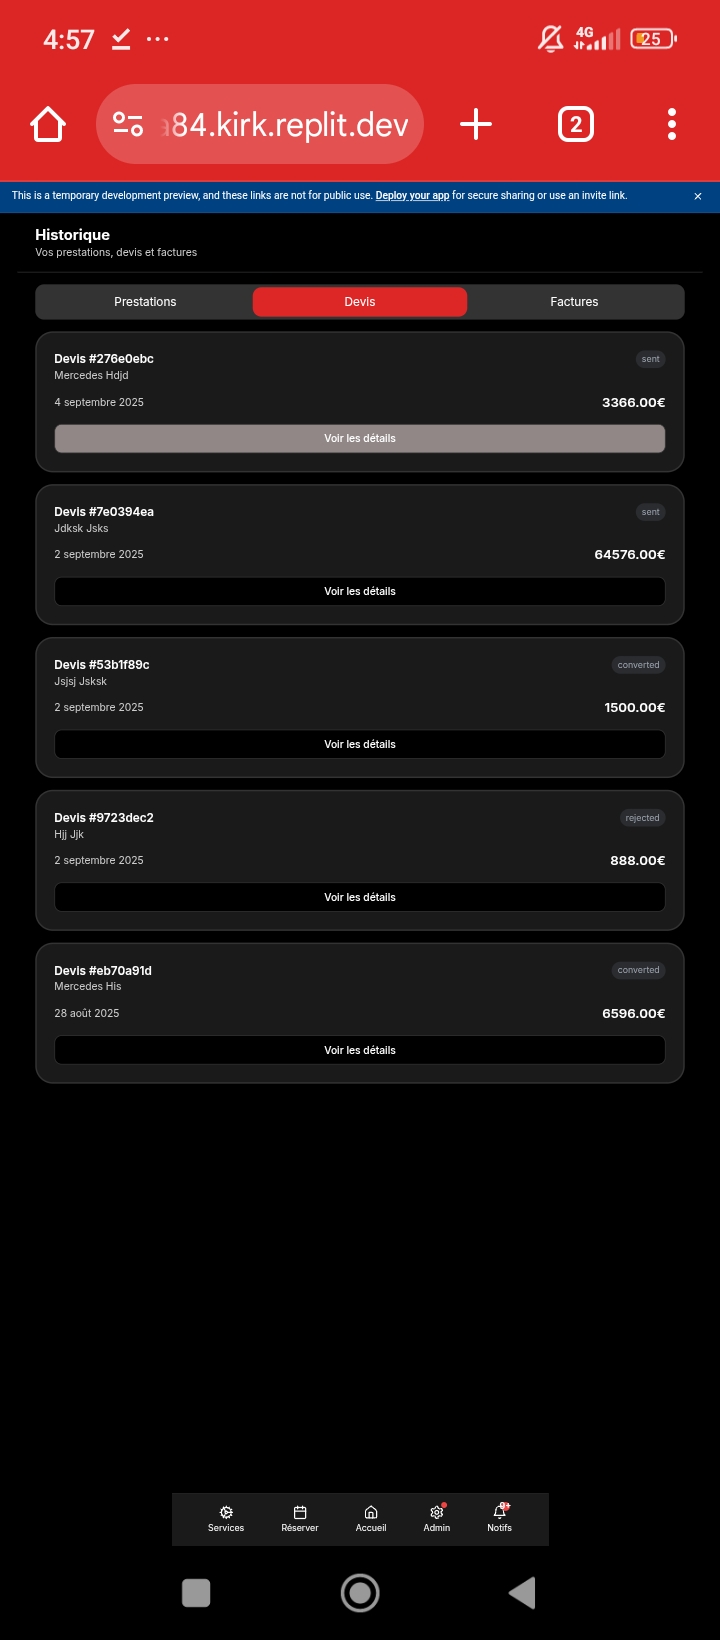 4:57
4G
25
84.kirk.replit.dev
2
This is a temporary development preview, and these links are not for public use. Deploy your app for secure sharing or use an invite link.
Historique
Vos prestations, devis et factures
Prestations
Devis
Factures
Devis #276e0ebc
sent
Mercedes Hdjd
4 septembre 2025
3366.00€
Voir les détails
Devis #7e0394ea
sent
Jdksk Jsks
2 septembre 2025
64576.00€
Voir les détails
Devis #53b1f89c
converted
Jsjsj Jsksk
2 septembre 2025
1500.00€
Voir les détails
Devis #9723dec2
rejected
Hjj Jjk
2 septembre 2025
888.00€
Voir les détails
Devis #eb70a91d
converted
Mercedes His
28 août 2025
6596.00€
Voir les détails
9+
Services
Réserver
Accueil
Admin
Notifs